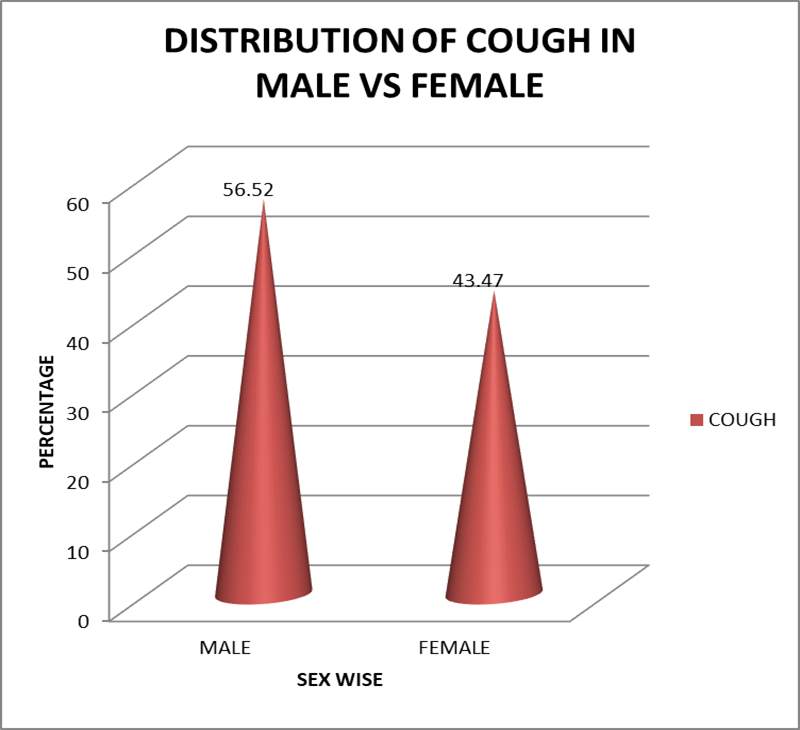 DISTRIBUTION OF COUGH IN
MALE VS FEMALE
60
50
40
30
20
10
0
PERCENTAGE
56.52
43.47
MALE
FEMALE
SEX WISE
COUGH